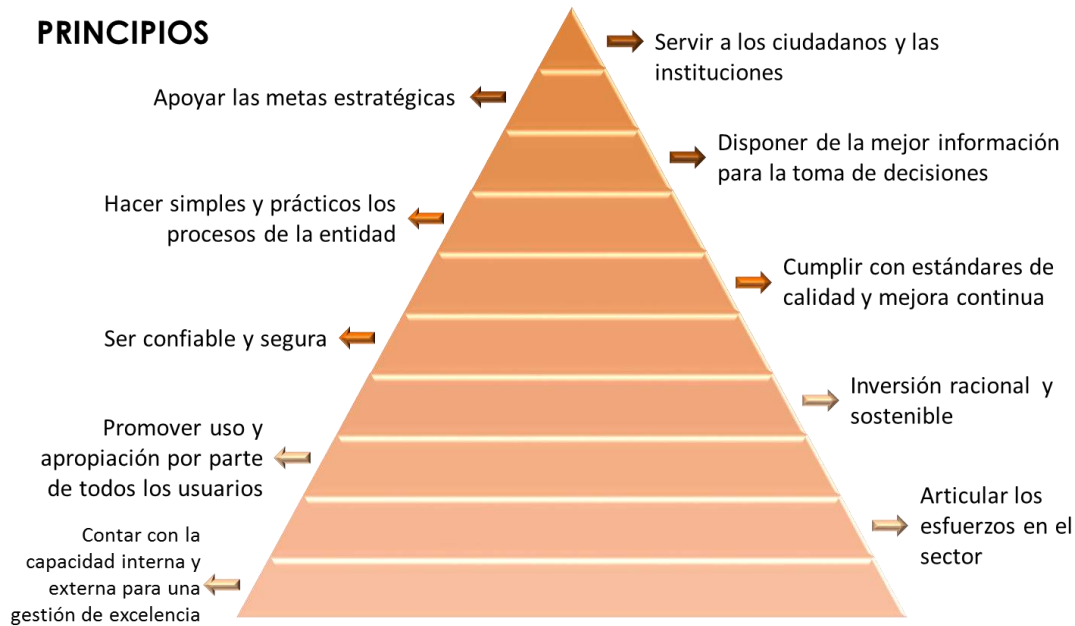 PRINCIPIOS
Servir a los ciudadanos y las
instituciones
Apoyar las metas estratégicas
Disponer de la mejor información
para la toma de decisiones
Hacer simples y prácticos los
procesos de la entidad
Cumplir con estándares de
calidad y mejora continua
Ser confiable y segura
Inversión racional y
sostenible
Promover uso y
apropiación por parte
de todos los usuarios
Articular los
esfuerzos en el
sector
Contar con la
capacidad interna y
externa para una
gestión de excelencia